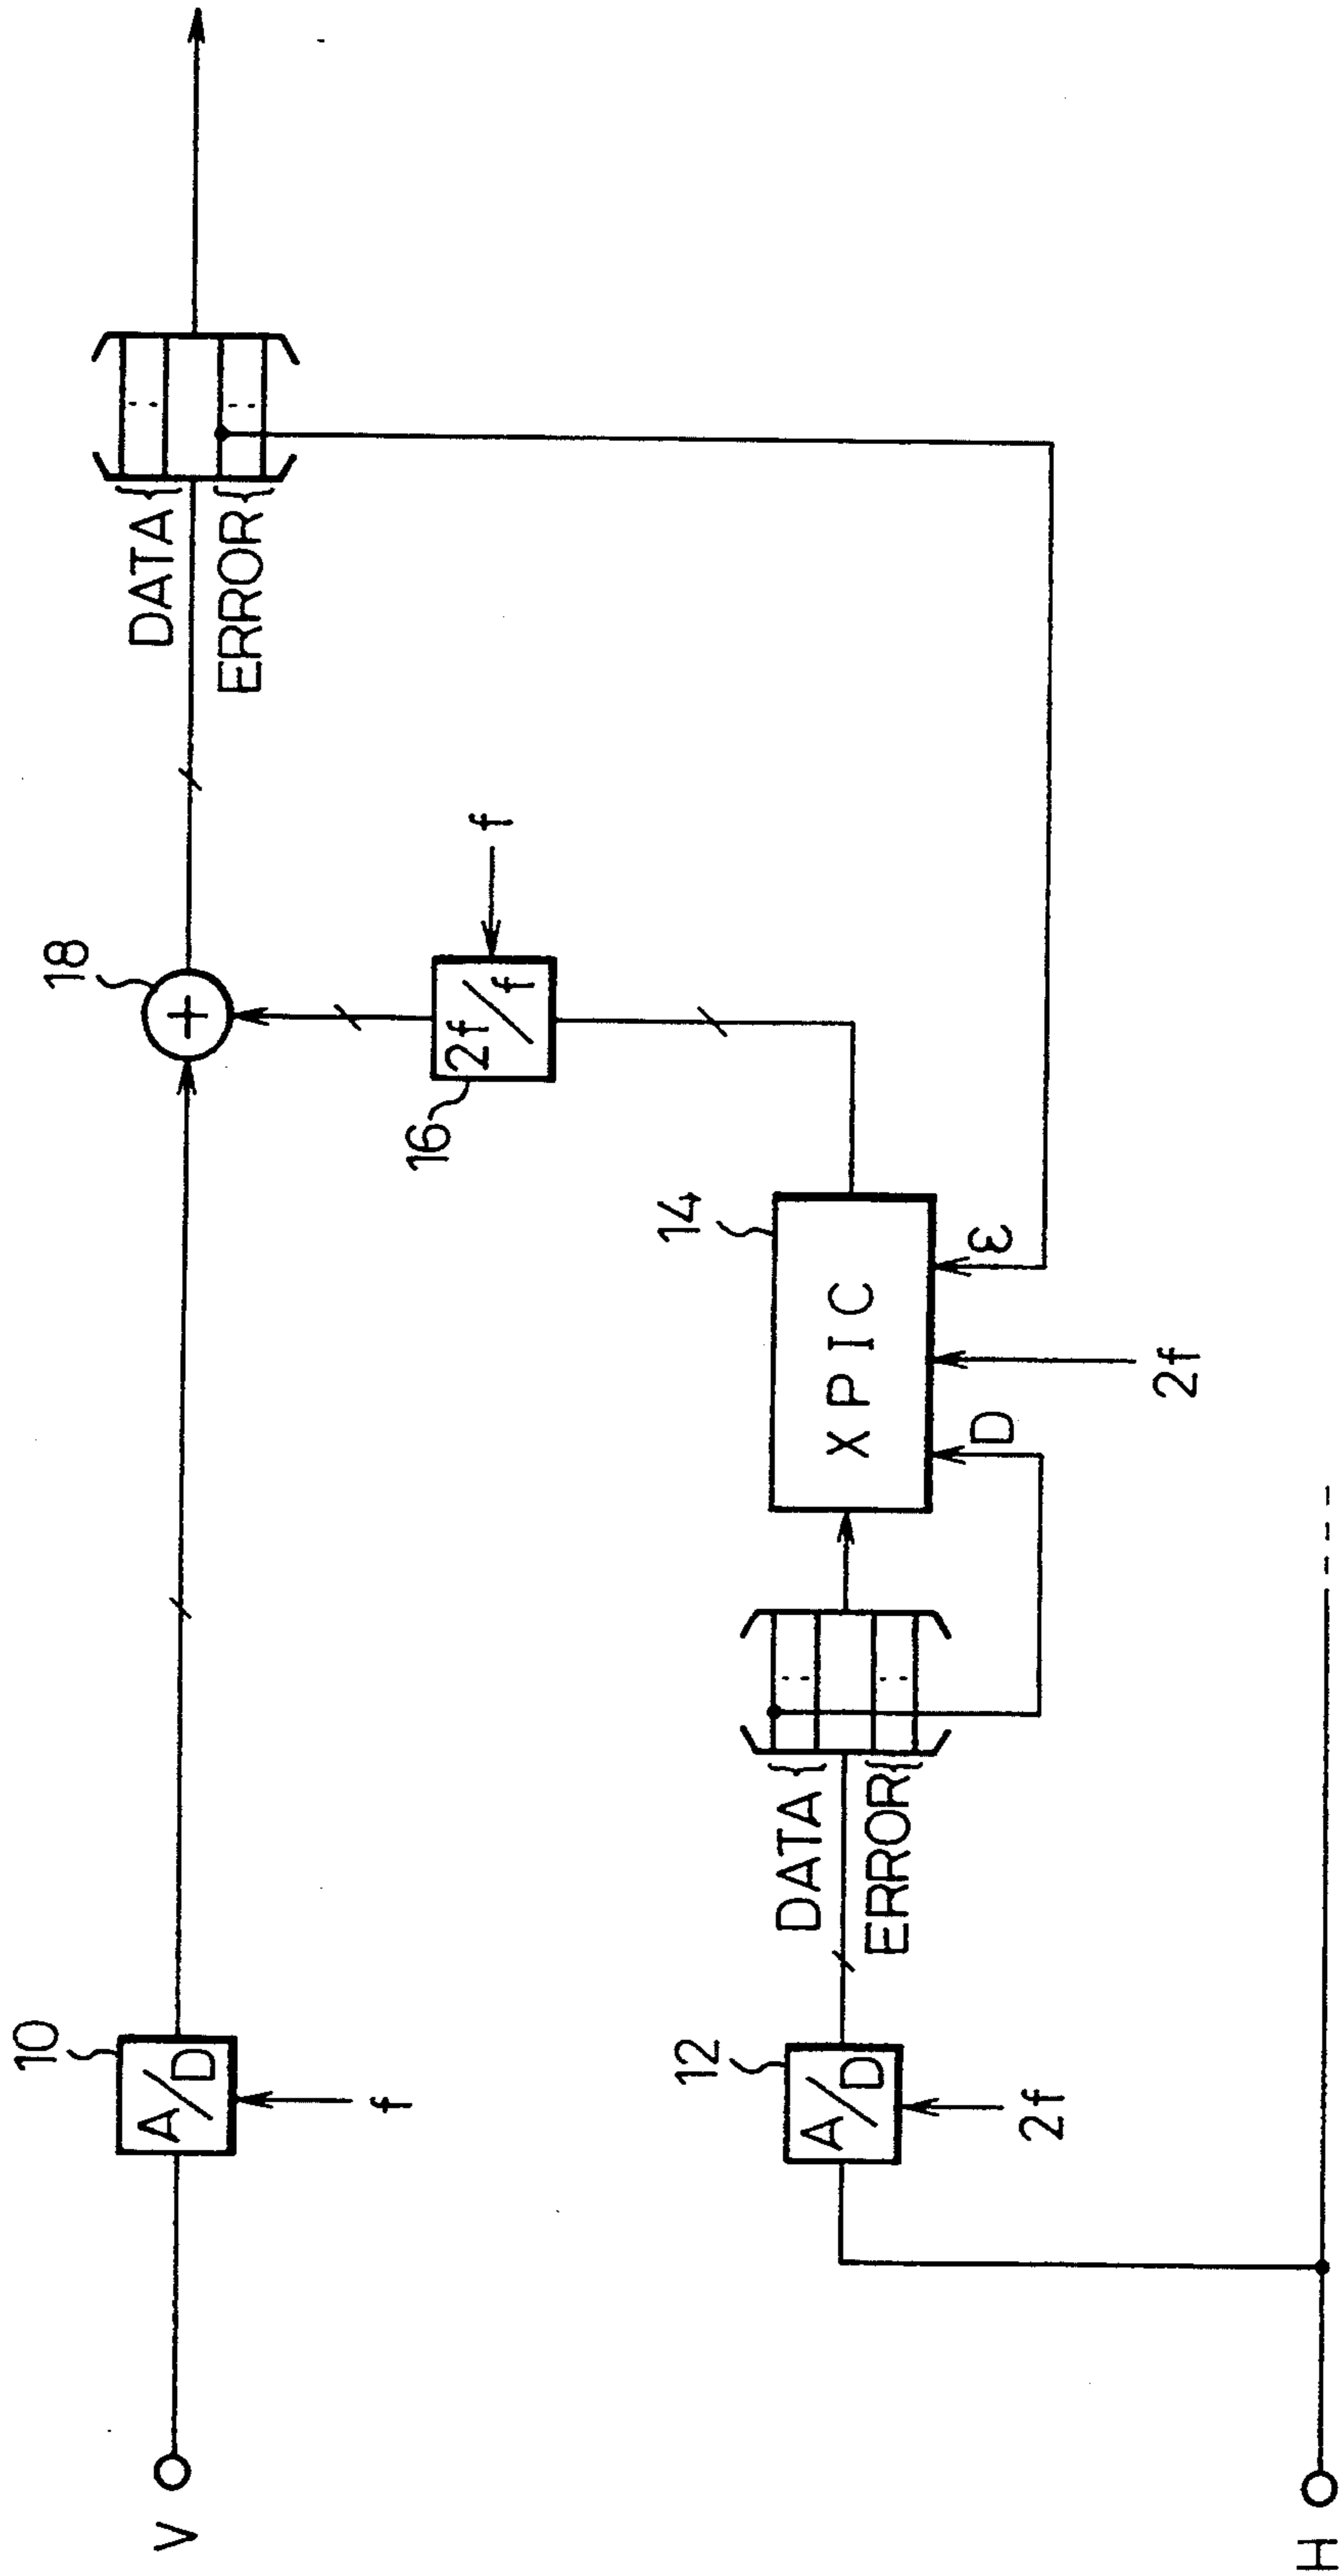 V
10
A/D
f
18
+
DATA
ERROR
16
2f/f
f
H
12
A/D
2f
DATA
ERROR
14
XPIC
D
2f
ε